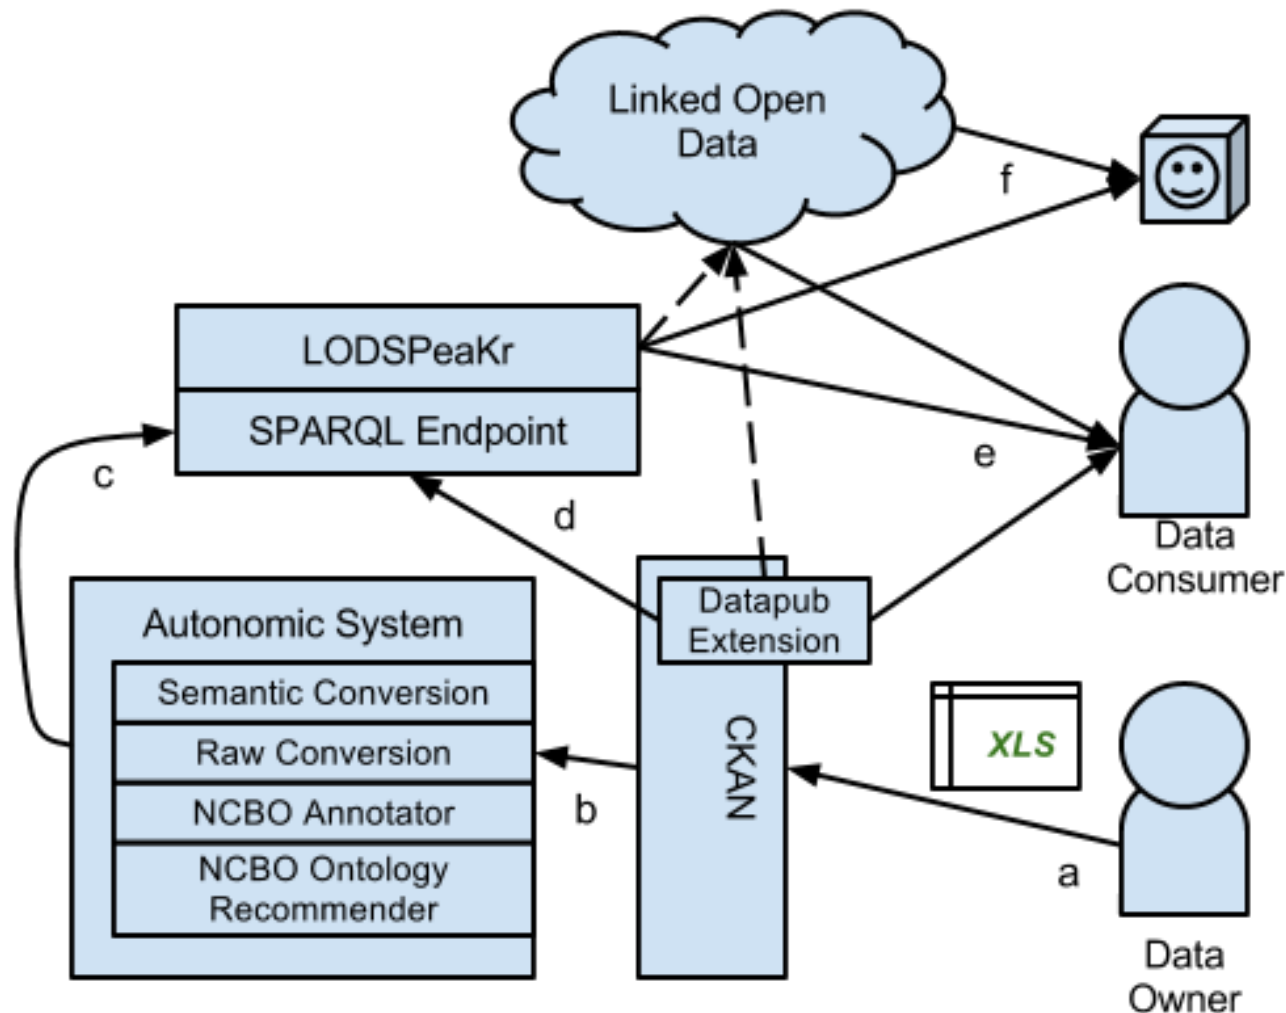 Linked Open
Data
f
LODSPeaKr
SPARQL Endpoint
c
d
e
Data
Consumer
Datapub
Extension
Autonomic System
Semantic Conversion
Raw Conversion
NCBO Annotator
NCBO Ontology
Recommender
b
CKAN
XLS
a
Data
Owner